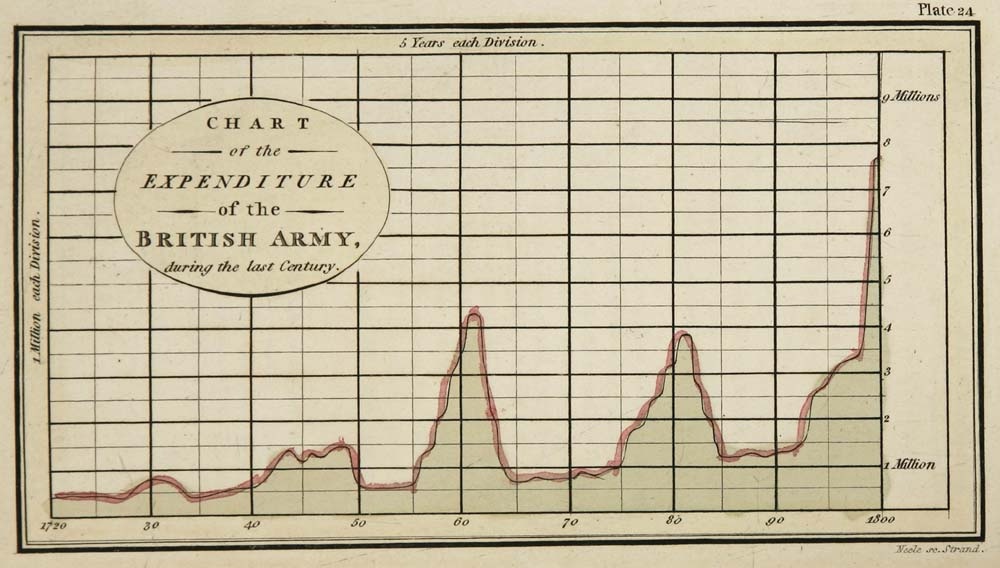 Plate 24
5 Years each Division.
CHART
of the
EXPENDITURE
of the
BRITISH ARMY,
during the last Century.
1 Million each Division.
9 Millions
8
7
6
5
4
3
2
1 Million
1720 30 40 50 60 70 80 90 1800
Neele sc. Strand.